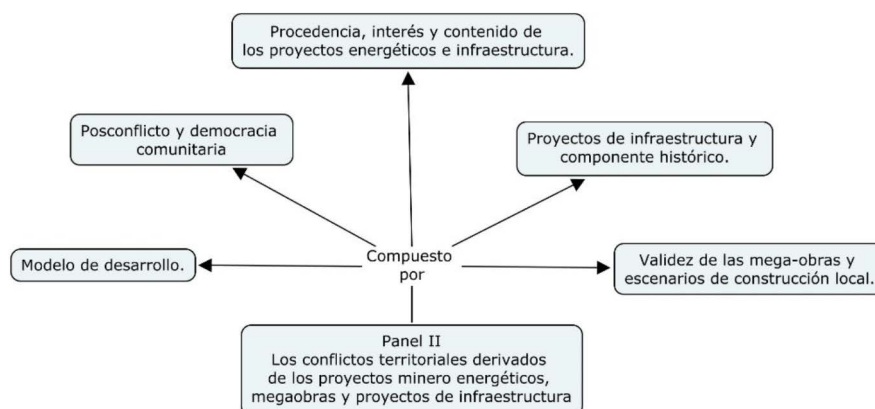 Procedencia, interés y contenido de
los proyectos energéticos e infraestructura.
Posconflicto y democracia
comunitaria
Proyectos de infraestructura y
componente histórico.
Compuesto
por
Modelo de desarrollo.
Validez de las mega-obras y
escenarios de construcción local.
Panel II
Los conflictos territoriales derivados
de los proyectos minero energéticos,
megaobras y proyectos de infraestructura